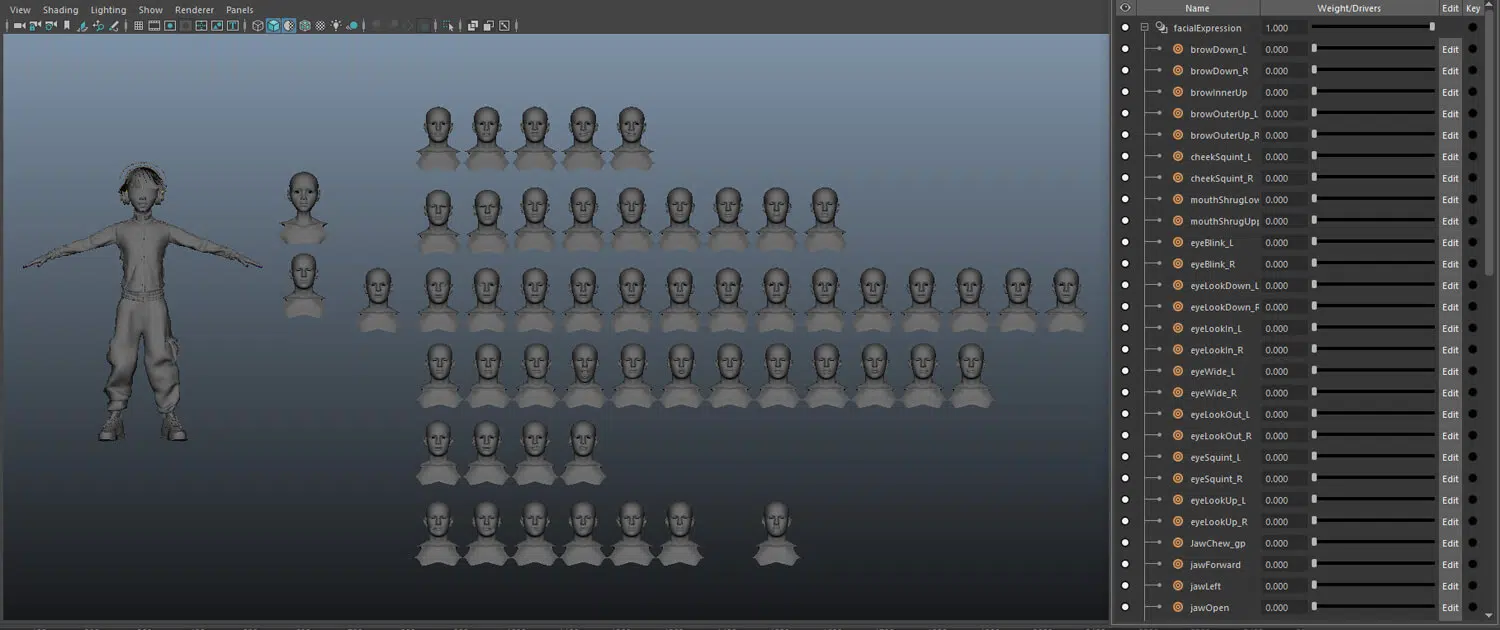 View Shading Lighting Show Renderer Panels
Name Weight/Drivers Edit Key
facialExpression 1.000
browDown_L 0.000 Edit
browDown_R 0.000 Edit
browInnerUp 0.000 Edit
browOuterUp_L 0.000 Edit
browOuterUp_R 0.000 Edit
cheekSquint_L 0.000 Edit
cheekSquint_R 0.000 Edit
mouthShrugLow 0.000 Edit
mouthShrugUpp 0.000 Edit
eyeBlink_L 0.000 Edit
eyeBlink_R 0.000 Edit
eyeLookDown_L 0.000 Edit
eyeLookDown_R 0.000 Edit
eyeLookIn_L 0.000 Edit
eyeLookIn_R 0.000 Edit
eyeWide_L 0.000 Edit
eyeWide_R 0.000 Edit
eyeLookOut_L 0.000 Edit
eyeLookOut_R 0.000 Edit
eyeSquint_L 0.000 Edit
eyeSquint_R 0.000 Edit
eyeLookUp_L 0.000 Edit
eyeLookUp_R 0.000 Edit
JawChew_gp 0.000 Edit
jawForward 0.000 Edit
jawLeft 0.000 Edit
jawOpen 0.000 Edit